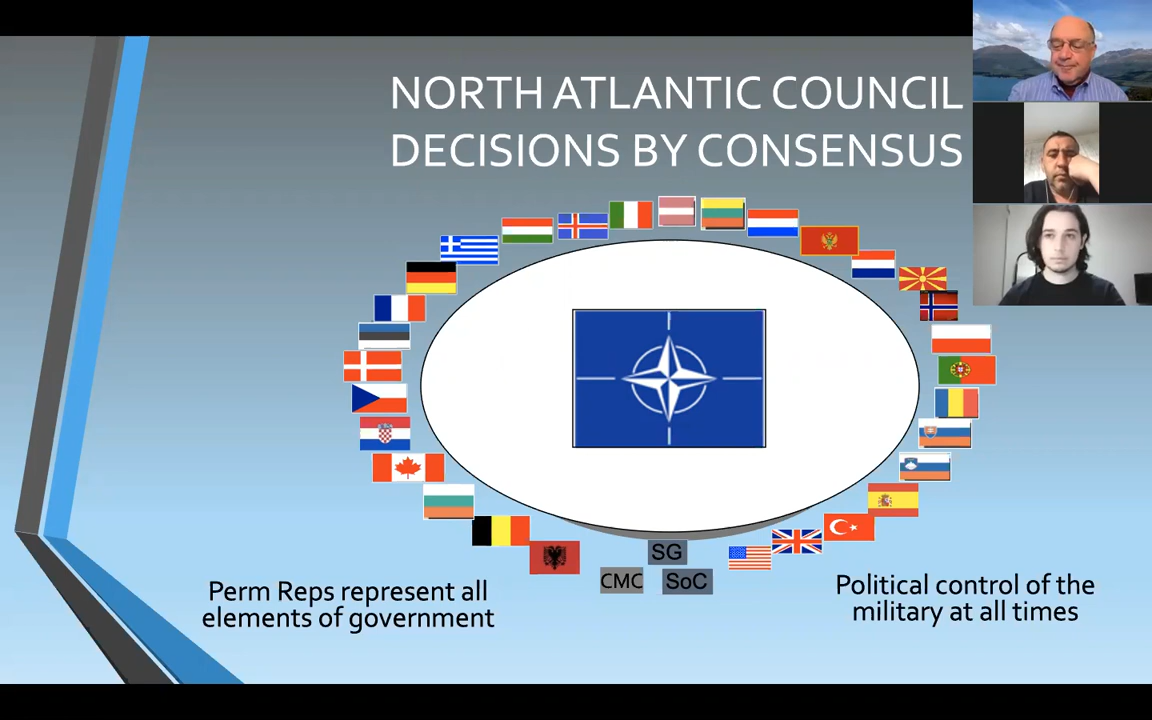 NORTH ATLANTIC COUNCIL
DECISIONS BY CONSENSUS
SG
CMC
SoC
Perm Reps represent all
elements of government
Political control of the
military at all times